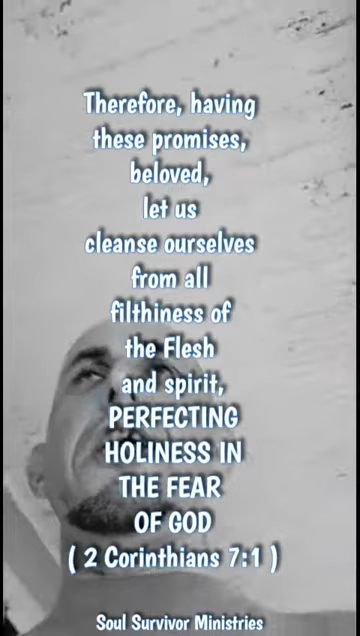 Therefore, having
these promises,
beloved,
let us
cleanse ourselves
from all
filthiness of
the Flesh
and spirit,
PERFECTING
HOLINESS IN
THE FEAR
OF GOD
( 2 Corinthians 7:1 )
Soul Survivor Ministries